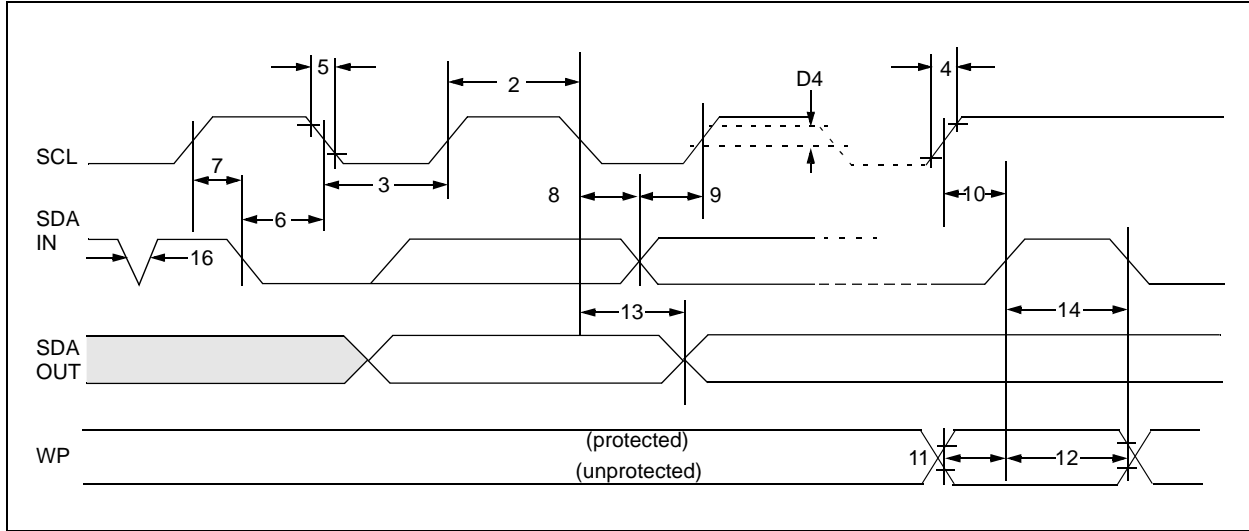 5
2
D4
4
SCL
7
3
8
9
10
SDA
IN
6
16
13
14
SDA
OUT
WP
(protected)
(unprotected)
11
12